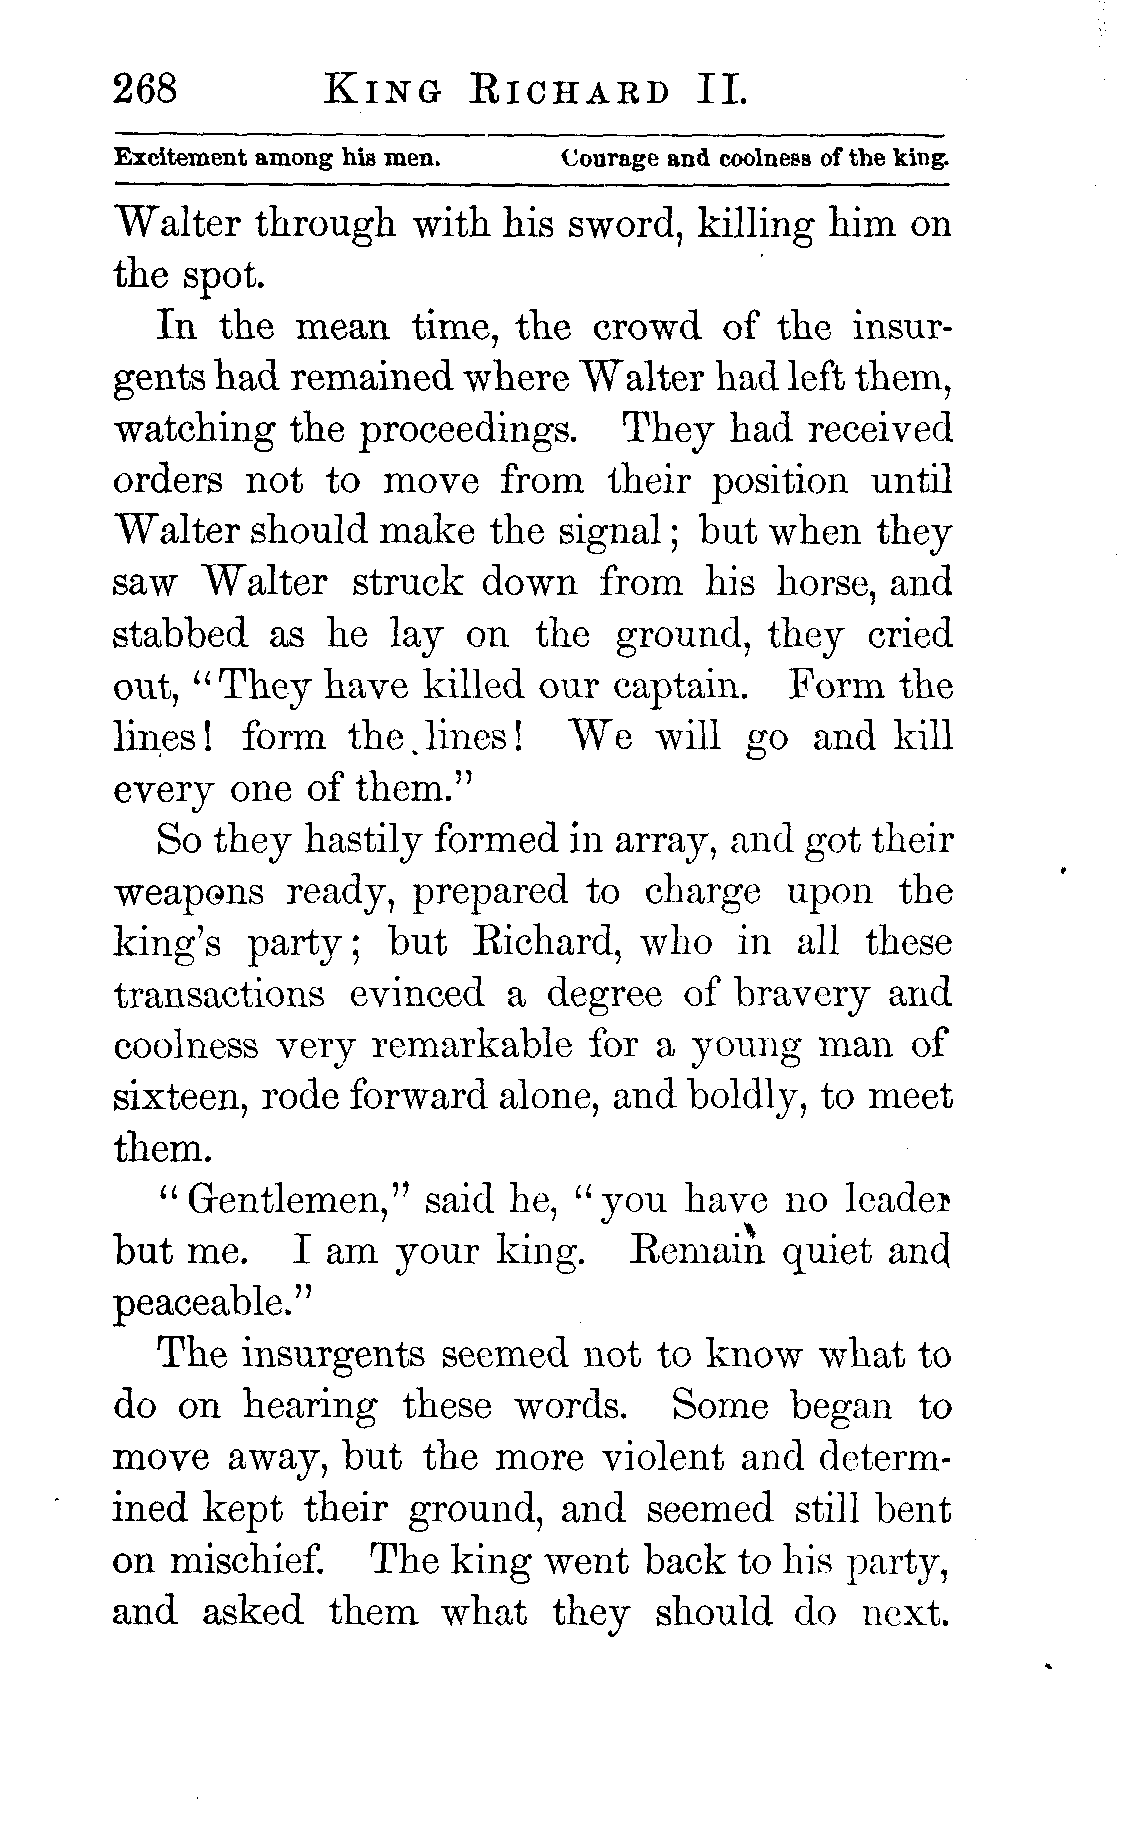 268 King Richard II.
Excitement among his men. Courage and coolness of the king.
Walter through with his sword, killing him on
the spot.
In the mean time, the crowd of the insur-
gents had remained where Walter had left them,
watching the proceedings. They had received
orders not to move from their position until
Walter should make the signal; but when they
saw Walter struck down from his horse, and
stabbed as he lay on the ground, they cried
out, "They have killed our captain. Form the
lines! form the lines! We will go and kill
every one of them."
So they hastily formed in array, and got their
weapons ready, prepared to charge upon the
king's party; but Richard, who in all these
transactions evinced a degree of bravery and
coolness very remarkable for a young man of
sixteen, rode forward alone, and boldly, to meet
them.
"Gentlemen," said he, "you have no leader
but me. I am your king. Remain quiet and
peaceable."
The insurgents seemed not to know what to
do on hearing these words. Some began to
move away, but the more violent and determ-
ined kept their ground, and seemed still bent
on mischief. The king went back to his party,
and asked them what they should do next.